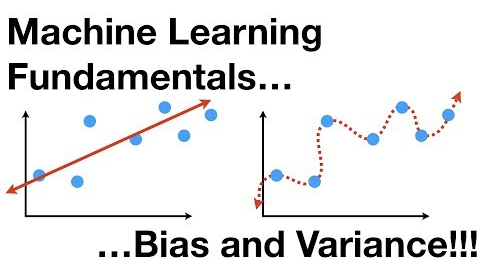 Machine Learning
Fundamentals...
...Bias and Variance!!!